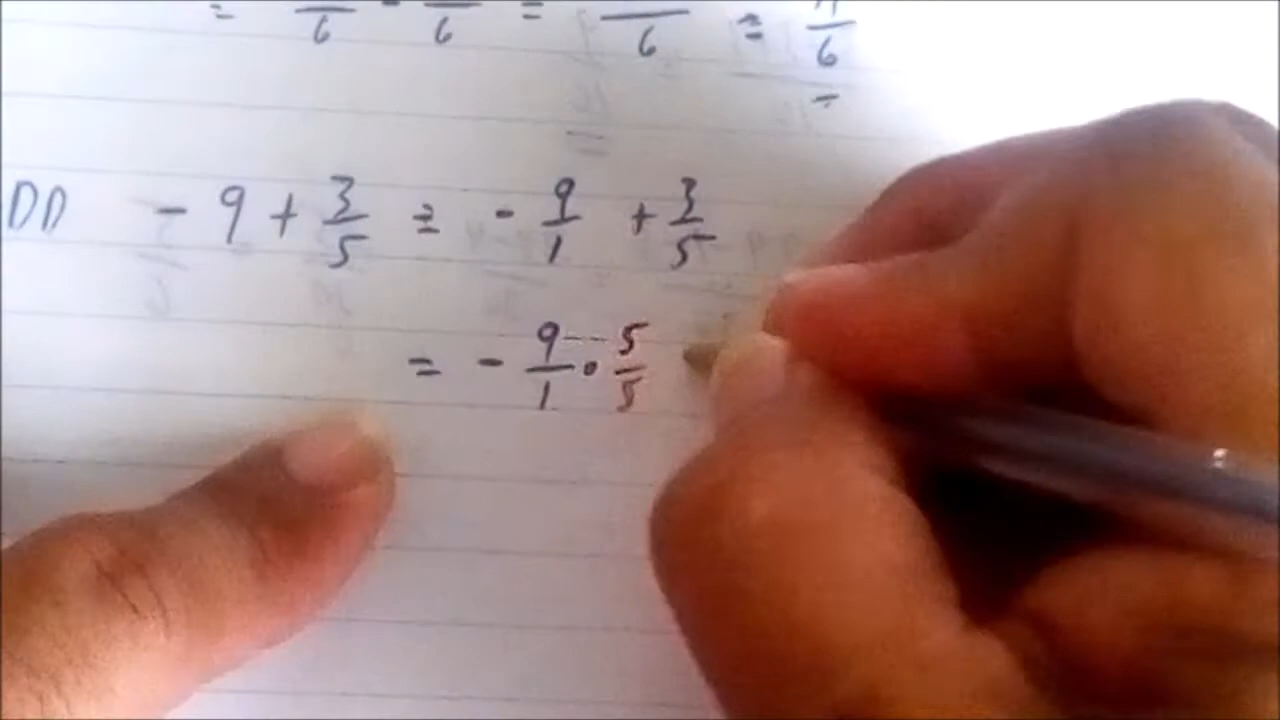 = /6 - /6 = /6 = /6
DD -9 + 3/5 = - 9/1 + 3/5
= - 9/1 · 5/5